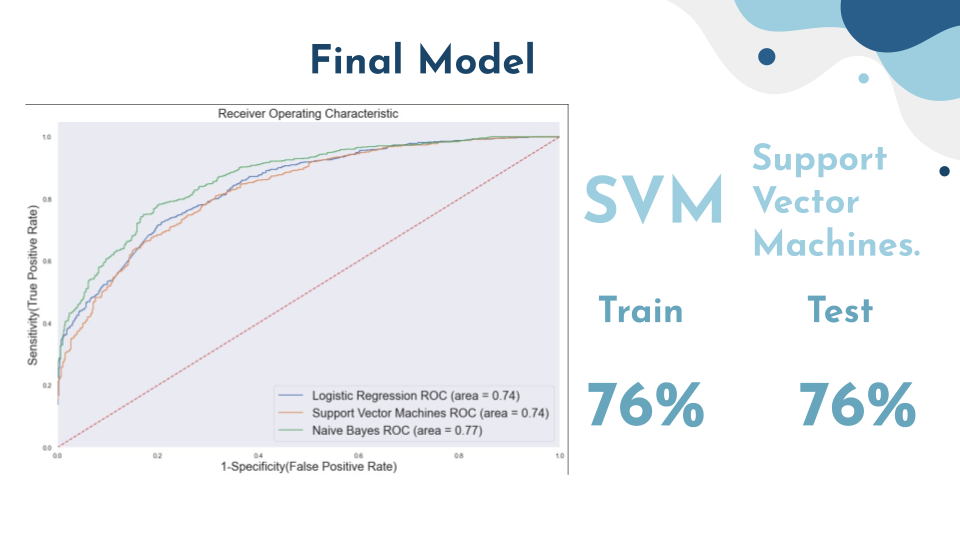 Final Model
Receiver Operating Characteristic
1.0
0.8
0.6
0.4
0.2
0.0
Sensitivity(True Positive Rate)
Logistic Regression ROC (area = 0.74)
Support Vector Machines ROC (area = 0.74)
Naive Bayes ROC (area = 0.77)
0.0 0.2 0.4 0.6 0.8 1.0
1-Specificity(False Positive Rate)
SVM
Support
Vector
Machines.
Train Test
76% 76%